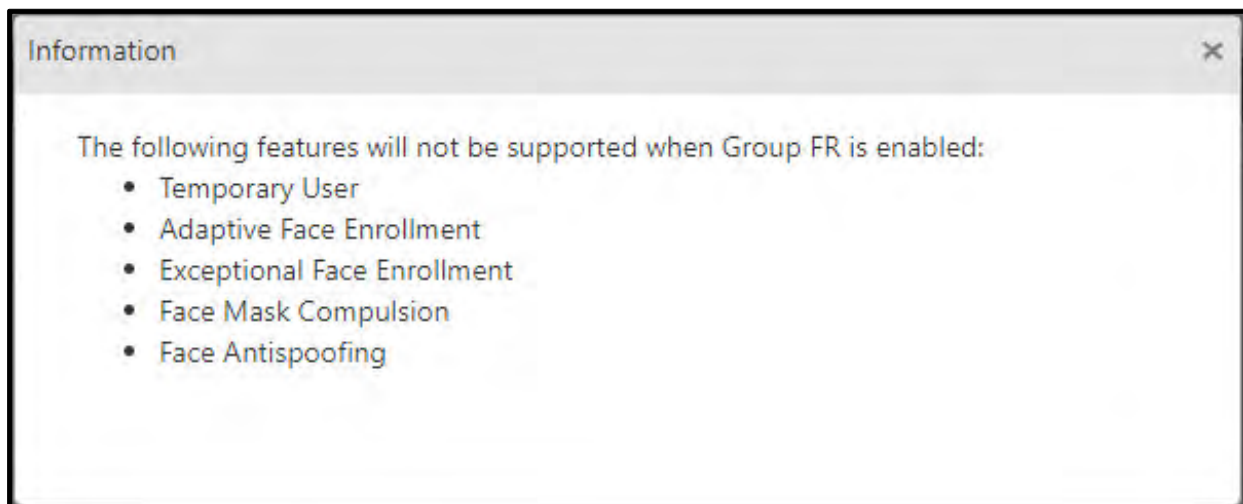 Information
The following features will not be supported when Group FR is enabled:
• Temporary User
• Adaptive Face Enrollment
• Exceptional Face Enrollment
• Face Mask Compulsion
• Face Antispoofing